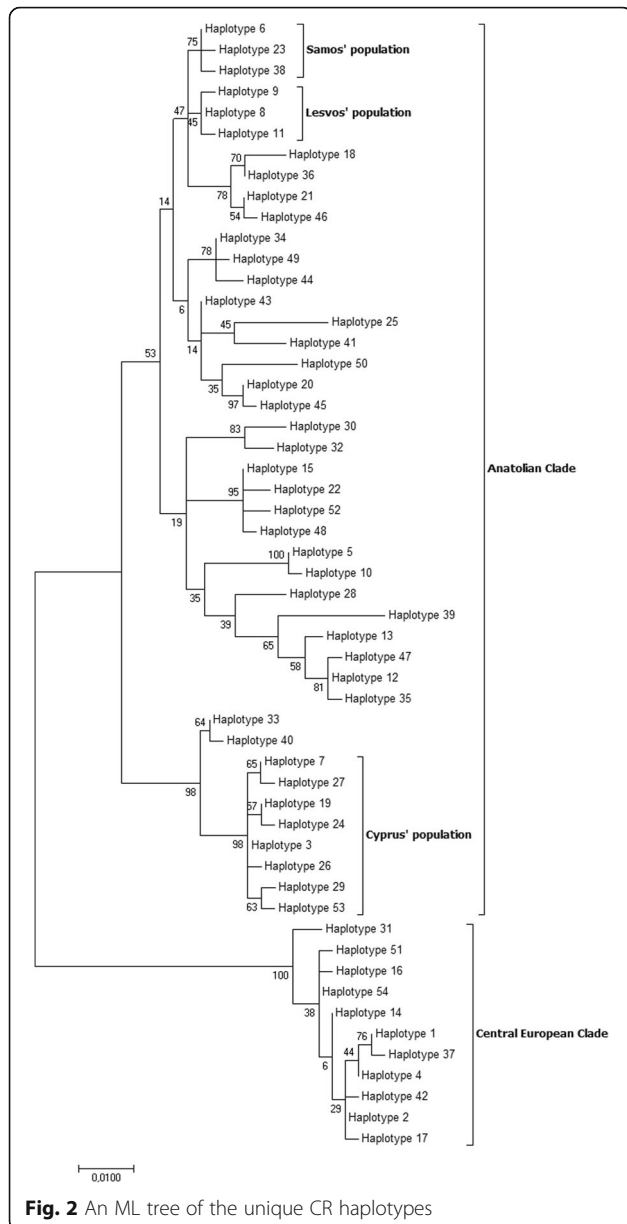 75
Haplotype 6
Haplotype 23
Haplotype 38
Samos' population
47
45
Haplotype 9
Haplotype 8
Haplotype 11
Lesvos' population
70
Haplotype 18
Haplotype 36
78
Haplotype 21
54
Haplotype 46
14
78
Haplotype 34
Haplotype 49
Haplotype 44
6
Haplotype 43
45
Haplotype 25
Haplotype 41
14
Haplotype 50
35
Haplotype 20
97
Haplotype 45
53
83
Haplotype 30
Haplotype 32
95
Haplotype 15
Haplotype 22
Haplotype 52
Haplotype 48
19
100
Haplotype 5
Haplotype 10
35
Haplotype 28
39
Haplotype 39
65
Haplotype 13
58
Haplotype 47
Haplotype 12
81
Haplotype 35
Anatolian Clade
64
Haplotype 33
Haplotype 40
98
65
Haplotype 7
Haplotype 27
57
Haplotype 19
Haplotype 24
98
Haplotype 3
Haplotype 26
Haplotype 29
63
Haplotype 53
Cyprus' population
Haplotype 31
100
Haplotype 51
Haplotype 16
38
Haplotype 54
Haplotype 14
76
Haplotype 1
44
Haplotype 37
Haplotype 4
6
Haplotype 42
29
Haplotype 2
Haplotype 17
Central European Clade
0,0100
Fig. 2 An ML tree of the unique CR haplotypes